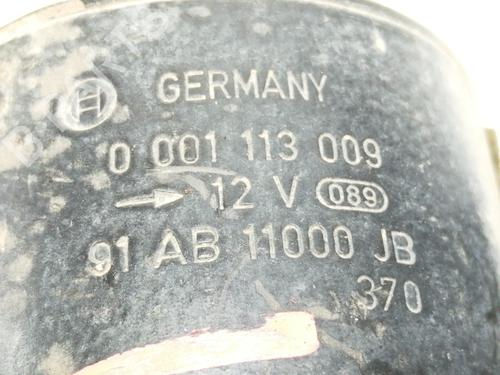 GERMANY
0 001 113 009
12 V 089
91 AB 11000 JB
370